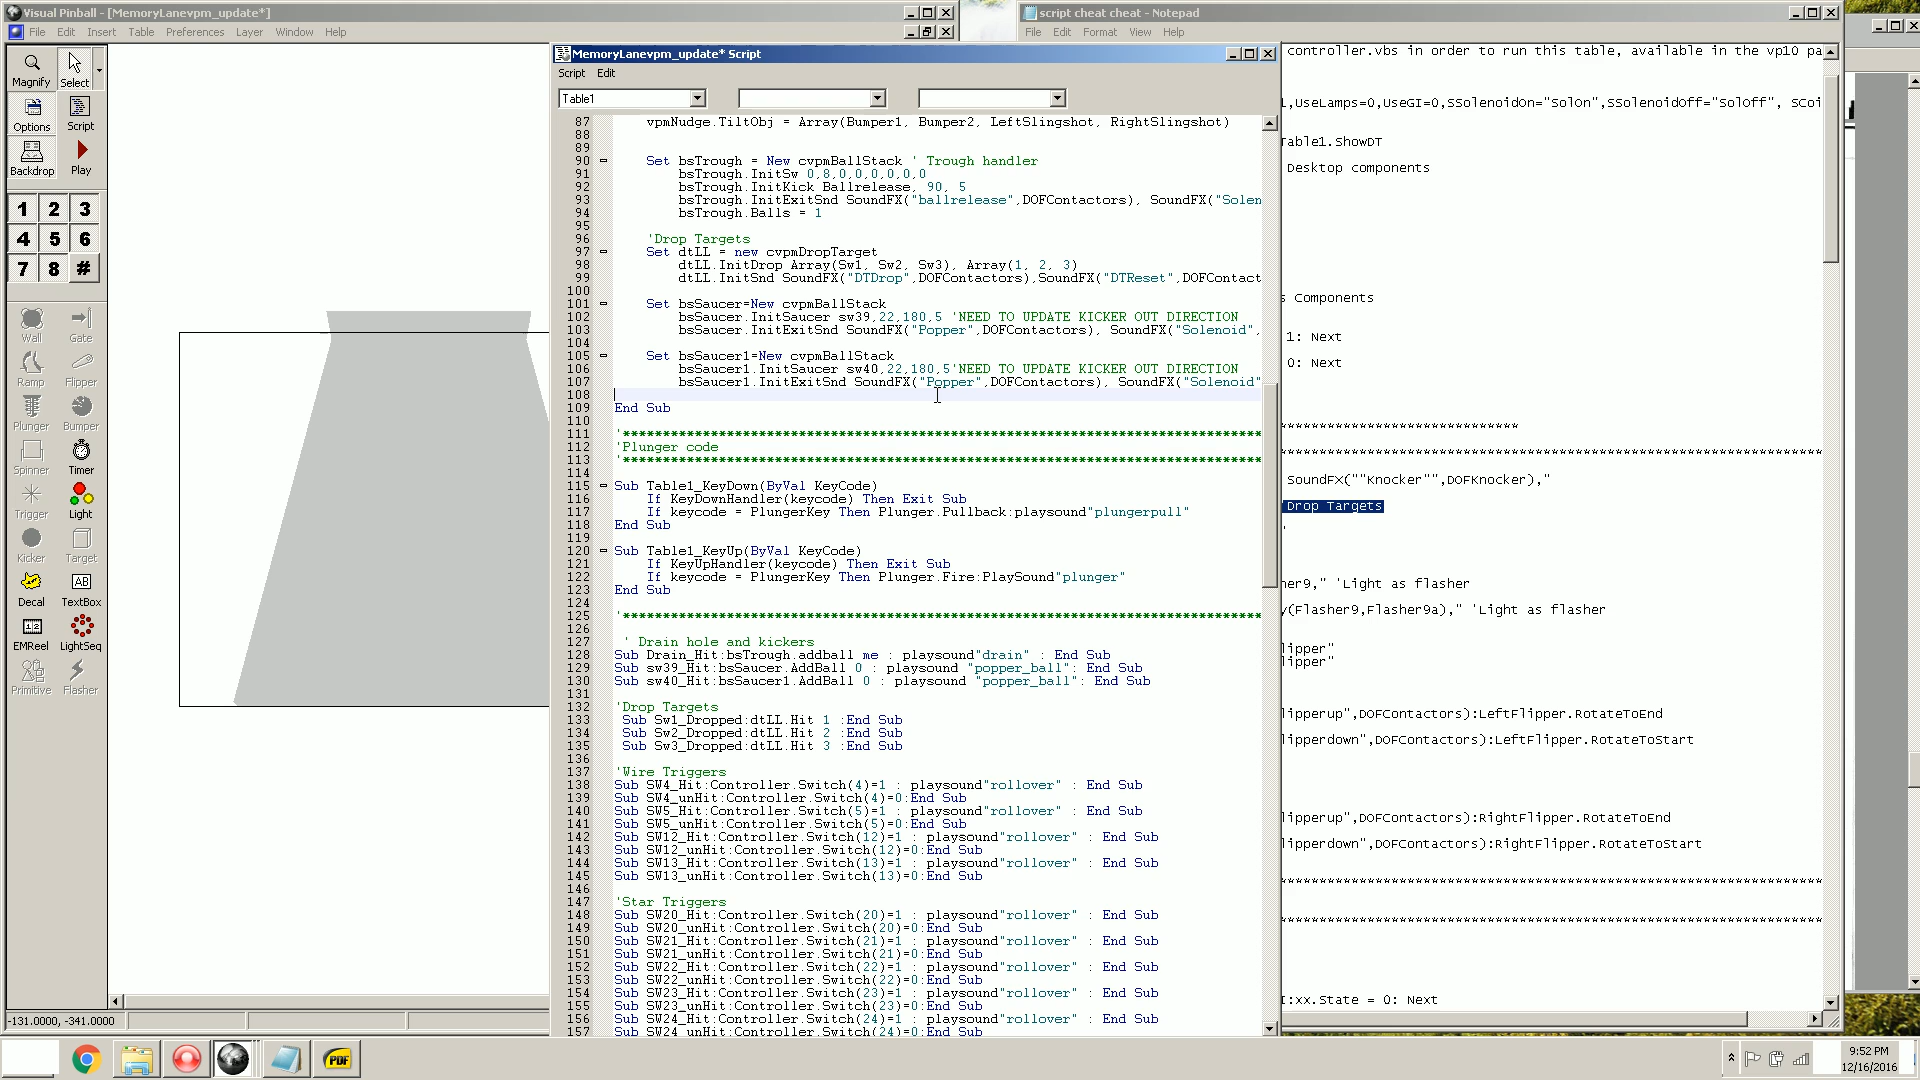 Visual Pinball - [MemoryLanevpm_update*]
File Edit Insert Table Preferences Layer Window Help
Magnify
Select
Options
Script
Backdrop
Play
1 2 3
4 5 6
7 8 #
Wall
Gate
Ramp
Flipper
Plunger
Bumper
Spinner
Timer
Trigger
Light
Kicker
Target
Decal
AB
TextBox
EMReel
LightSeq
Primitive
Flasher
-131.0000, -341.0000
MemoryLanevpm_update* Script
Script Edit
Table1
87 vpmNudge.TiltObj = Array(Bumper1, Bumper2, LeftSlingshot, RightSlingshot)
88
89
90 Set bsTrough = New cvpmBallStack ' Trough handler
91 bsTrough.InitSw 0,8,0,0,0,0,0,0
92 bsTrough.InitKick Ballrelease, 90, 5
93 bsTrough.InitExitSnd SoundFX("ballrelease",DOFContactors), SoundFX("Solen
94 bsTrough.Balls = 1
95
96 'Drop Targets
97 Set dtLL = new cvpmDropTarget
98 dtLL.InitDrop Array(Sw1, Sw2, Sw3), Array(1, 2, 3)
99 dtLL.InitSnd SoundFX("DTDrop",DOFContactors),SoundFX("DTReset",DOFContact
100
101 Set bsSaucer=New cvpmBallStack
102 bsSaucer.InitSaucer sw39,22,180,5 'NEED TO UPDATE KICKER OUT DIRECTION
103 bsSaucer.InitExitSnd SoundFX("Popper",DOFContactors), SoundFX("Solenoid",
104
105 Set bsSaucer1=New cvpmBallStack
106 bsSaucer1.InitSaucer sw40,22,180,5'NEED TO UPDATE KICKER OUT DIRECTION
107 bsSaucer1.InitExitSnd SoundFX("Popper",DOFContactors), SoundFX("Solenoid"
108
109 End Sub
110
111 '*********************************************************************************
112 'Plunger code
113 '*********************************************************************************
114
115 Sub Table1_KeyDown(ByVal KeyCode)
116 If KeyDownHandler(keycode) Then Exit Sub
117 If keycode = PlungerKey Then Plunger.Pullback:playsound"plungerpull"
118 End Sub
119
120 Sub Table1_KeyUp(ByVal KeyCode)
121 If KeyUpHandler(keycode) Then Exit Sub
122 If keycode = PlungerKey Then Plunger.Fire:PlaySound"plunger"
123 End Sub
124
125 '*********************************************************************************
126
127 ' Drain hole and kickers
128 Sub Drain_Hit:bsTrough.addball me : playsound"drain" : End Sub
129 Sub sw39_Hit:bsSaucer.AddBall 0 : playsound "popper_ball": End Sub
130 Sub sw40_Hit:bsSaucer1.AddBall 0 : playsound "popper_ball": End Sub
131
132 'Drop Targets
133 Sub Sw1_Dropped:dtLL.Hit 1 :End Sub
134 Sub Sw2_Dropped:dtLL.Hit 2 :End Sub
135 Sub Sw3_Dropped:dtLL.Hit 3 :End Sub
136
137 'Wire Triggers
138 Sub SW4_Hit:Controller.Switch(4)=1 : playsound"rollover" : End Sub
139 Sub SW4_unHit:Controller.Switch(4)=0:End Sub
140 Sub SW5_Hit:Controller.Switch(5)=1 : playsound"rollover" : End Sub
141 Sub SW5_unHit:Controller.Switch(5)=0:End Sub
142 Sub SW12_Hit:Controller.Switch(12)=1 : playsound"rollover" : End Sub
143 Sub SW12_unHit:Controller.Switch(12)=0:End Sub
144 Sub SW13_Hit:Controller.Switch(13)=1 : playsound"rollover" : End Sub
145 Sub SW13_unHit:Controller.Switch(13)=0:End Sub
146
147 'Star Triggers
148 Sub SW20_Hit:Controller.Switch(20)=1 : playsound"rollover" : End Sub
149 Sub SW20_unHit:Controller.Switch(20)=0:End Sub
150 Sub SW21_Hit:Controller.Switch(21)=1 : playsound"rollover" : End Sub
151 Sub SW21_unHit:Controller.Switch(21)=0:End Sub
152 Sub SW22_Hit:Controller.Switch(22)=1 : playsound"rollover" : End Sub
153 Sub SW22_unHit:Controller.Switch(22)=0:End Sub
154 Sub SW23_Hit:Controller.Switch(23)=1 : playsound"rollover" : End Sub
155 Sub SW23_unHit:Controller.Switch(23)=0:End Sub
156 Sub SW24_Hit:Controller.Switch(24)=1 : playsound"rollover" : End Sub
157 Sub SW24_unHit:Controller.Switch(24)=0:End Sub
script cheat cheat - Notepad
File Edit Format View Help
controller.vbs in order to run this table, available in the vp10 pa
,UseLamps=0,UseGI=0,SSolenoidOn="SolOn",SSolenoidOff="SolOff", SCoi
Table1.ShowDT
Desktop components
s Components
1: Next
0: Next
******************************
*********************************************************************
SoundFX(""Knocker"",DOFKnocker),"
Drop Targets
'
er9," 'Light as flasher
y(Flasher9,Flasher9a)," 'Light as flasher
lipper"
lipper"
lipperup",DOFContactors):LeftFlipper.RotateToEnd
lipperdown",DOFContactors):LeftFlipper.RotateToStart
lipperup",DOFContactors):RightFlipper.RotateToEnd
lipperdown",DOFContactors):RightFlipper.RotateToStart
*********************************************************************
*********************************************************************
:xx.State = 0: Next
PDF
9:52 PM
12/16/2016